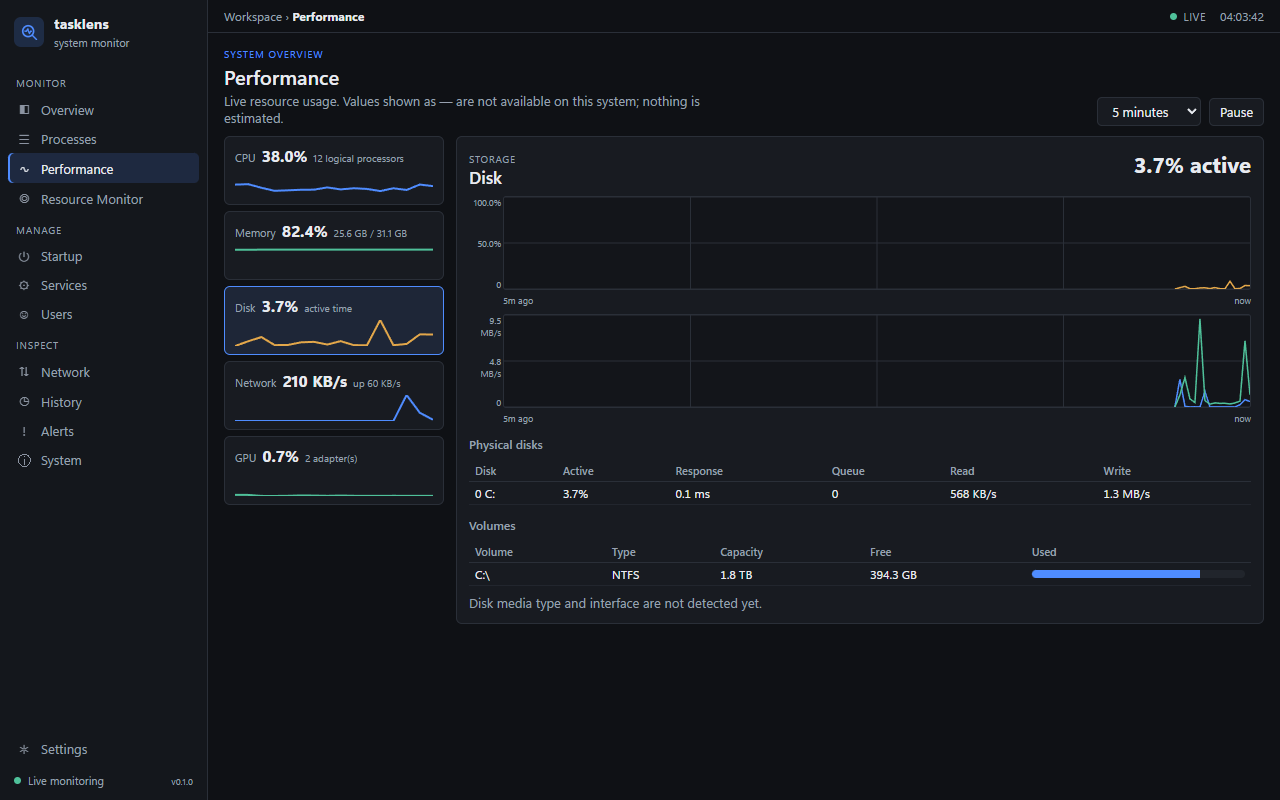 tasklens
system monitor
MONITOR
Overview
Processes
Performance
Resource Monitor
MANAGE
Startup
Services
Users
INSPECT
Network
History
Alerts
System
Settings
Live monitoring v0.1.0
Workspace › Performance
LIVE 04:03:42
SYSTEM OVERVIEW
Performance
Live resource usage. Values shown as — are not available on this system; nothing is
estimated.
5 minutes
Pause
CPU 38.0% 12 logical processors
Memory 82.4% 25.6 GB / 31.1 GB
Disk 3.7% active time
Network 210 KB/s up 60 KB/s
GPU 0.7% 2 adapter(s)
STORAGE
Disk
3.7% active
100.0%
50.0%
0
5m ago now
9.5
MB/s
4.8
MB/s
0
5m ago now
Physical disks
Disk Active Response Queue Read Write
0 C: 3.7% 0.1 ms 0 568 KB/s 1.3 MB/s
Volumes
Volume Type Capacity Free Used
C:\ NTFS 1.8 TB 394.3 GB
Disk media type and interface are not detected yet.